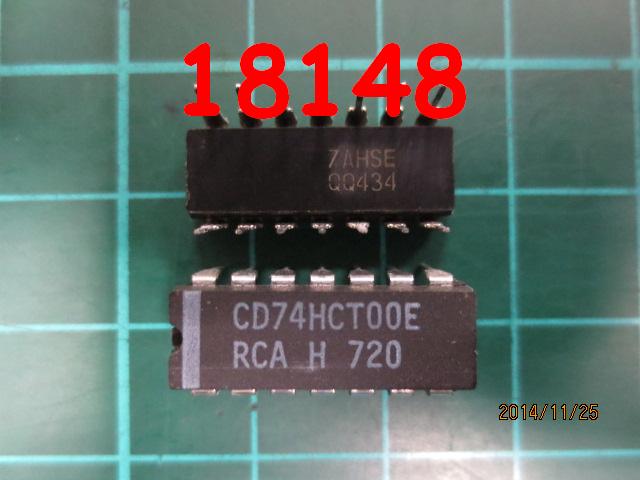 18148
7AHSE
QQ434
CD74HCT00E
RCA H 720
2014/11/25